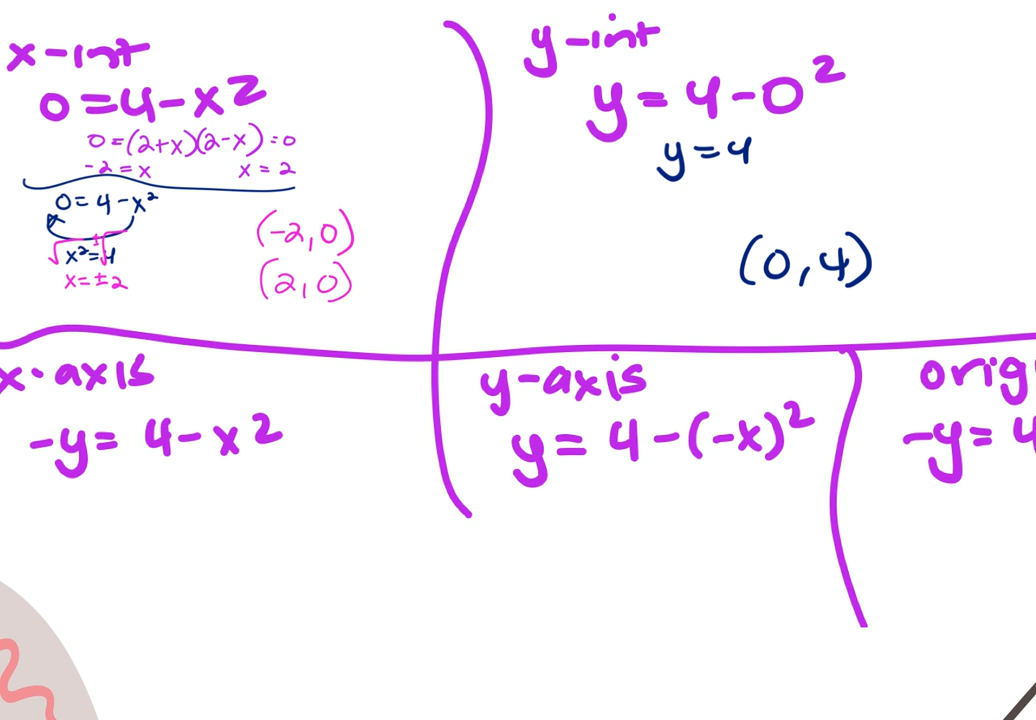 x-int
0=4-x2
0=(2+x)(2-x)=0
-2=x x=2
0=4-x²
√x²=±√4
x=±2
(-2,0)
(2,0)
y-int
y=4-0²
y=4
(0,4)
x-axis
-y=4-x2
y-axis
y=4-(-x)²
orig
-y=4